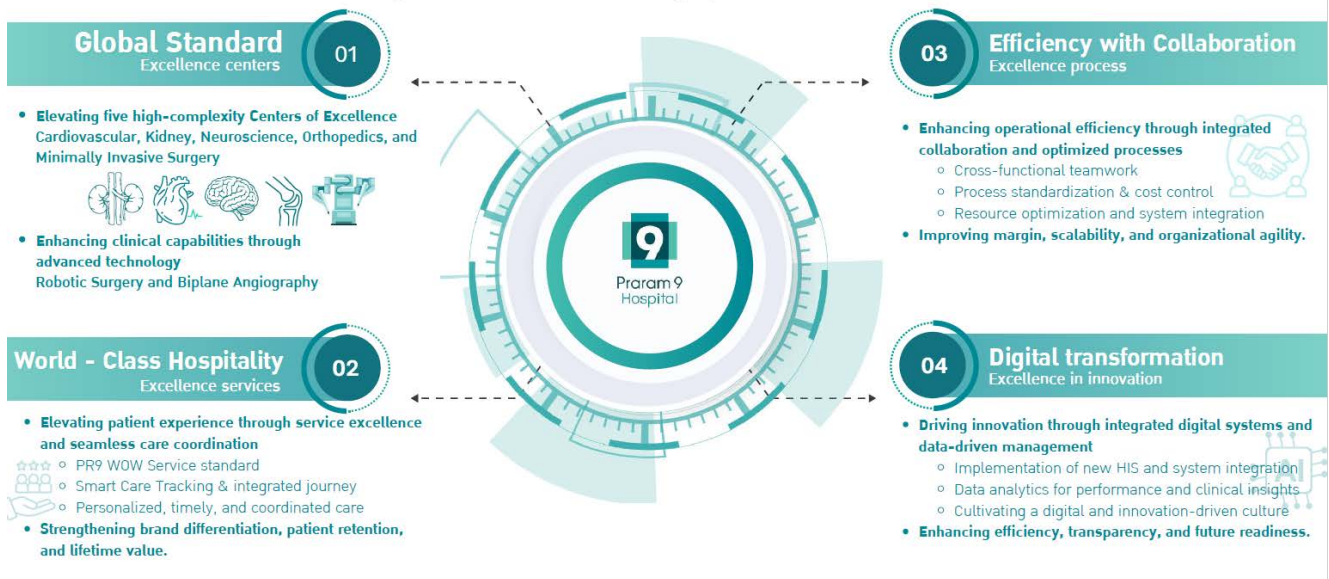 Global Standard
Excellence centers
01
• Elevating five high-complexity Centers of Excellence
Cardiovascular, Kidney, Neuroscience, Orthopedics, and
Minimally Invasive Surgery
• Enhancing clinical capabilities through
advanced technology
Robotic Surgery and Biplane Angiography
World - Class Hospitality
Excellence services
02
• Elevating patient experience through service excellence
and seamless care coordination
○ PR9 WOW Service standard
○ Smart Care Tracking & integrated journey
○ Personalized, timely, and coordinated care
• Strengthening brand differentiation, patient retention,
and lifetime value.
9
Praram 9
Hospital
03
Efficiency with Collaboration
Excellence process
• Enhancing operational efficiency through integrated
collaboration and optimized processes
○ Cross-functional teamwork
○ Process standardization & cost control
○ Resource optimization and system integration
• Improving margin, scalability, and organizational agility.
04
Digital transformation
Excellence in innovation
• Driving innovation through integrated digital systems and
data-driven management
○ Implementation of new HIS and system integration
○ Data analytics for performance and clinical insights
○ Cultivating a digital and innovation-driven culture
• Enhancing efficiency, transparency, and future readiness.
AI